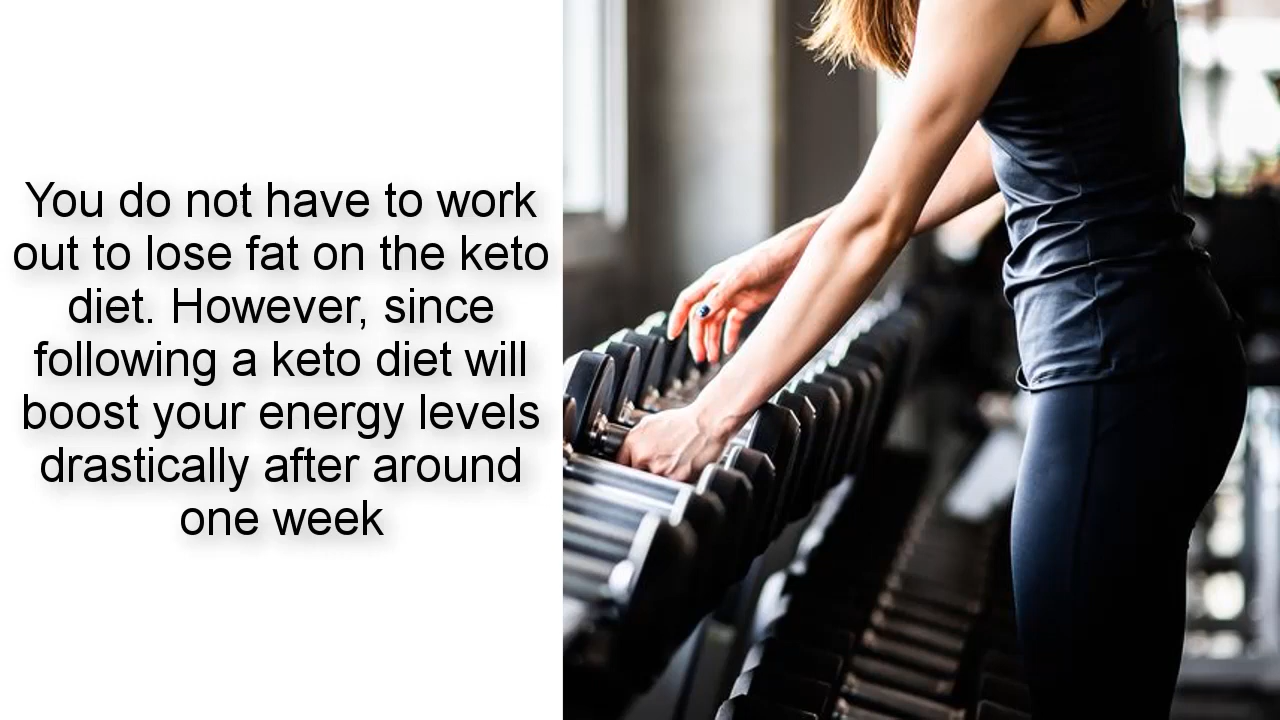 You do not have to work
out to lose fat on the keto
diet. However, since
following a keto diet will
boost your energy levels
drastically after around
one week